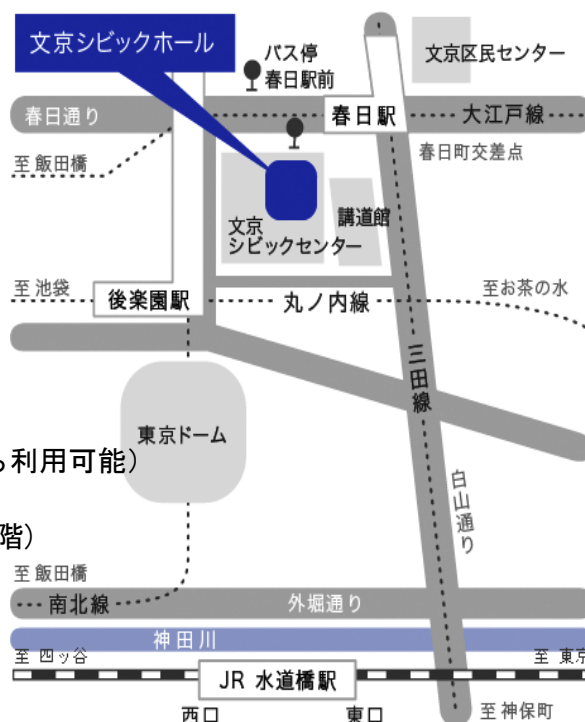 文京シビックホール
バス停
春日駅前
文京区民センター
春日通り
春日駅
大江戸線
至 飯田橋
春日町交差点
文京
シビックセンター
講道館
至 池袋
後楽園駅
丸ノ内線
至お茶の水
三田線
東京ドーム
ら利用可能）
白山通り
階）
至 飯田橋
南北線
外堀通り
神田川
至 四ッ谷
至 東京
JR 水道橋駅
西口
東口
至 神保町